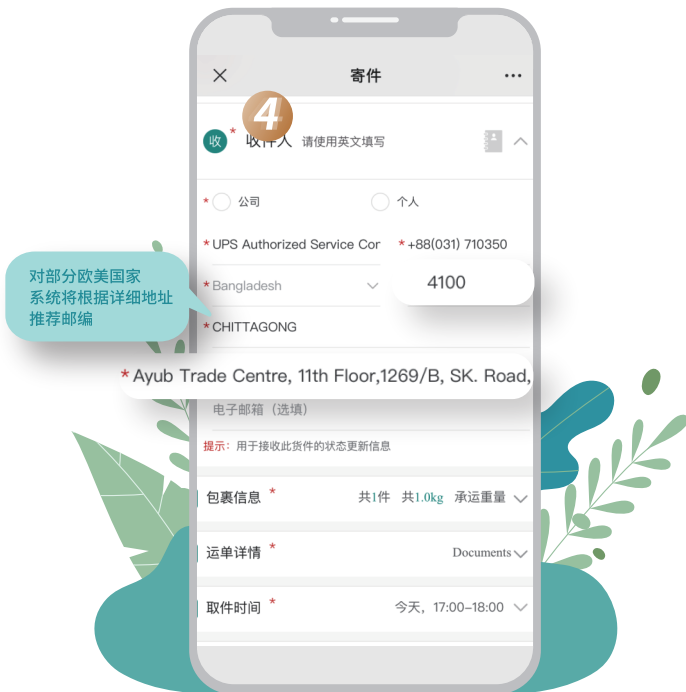 寄件
4
收 * 收件人 请使用英文填写
* 公司 个人
* UPS Authorized Service Cor * +88(031) 710350
对部分欧美国家
系统将根据详细地址
推荐邮编
* Bangladesh 4100
* CHITTAGONG
* Ayub Trade Centre, 11th Floor,1269/B, SK. Road,
电子邮箱（选填）
提示：用于接收此货件的状态更新信息
包裹信息 * 共1件 共1.0kg 承运重量
运单详情 * Documents
取件时间 * 今天，17:00-18:00